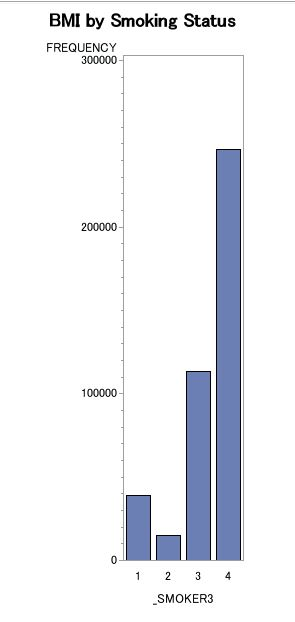 BMI by Smoking Status
FREQUENCY
300000
200000
100000
0
1 2 3 4
_SMOKER3